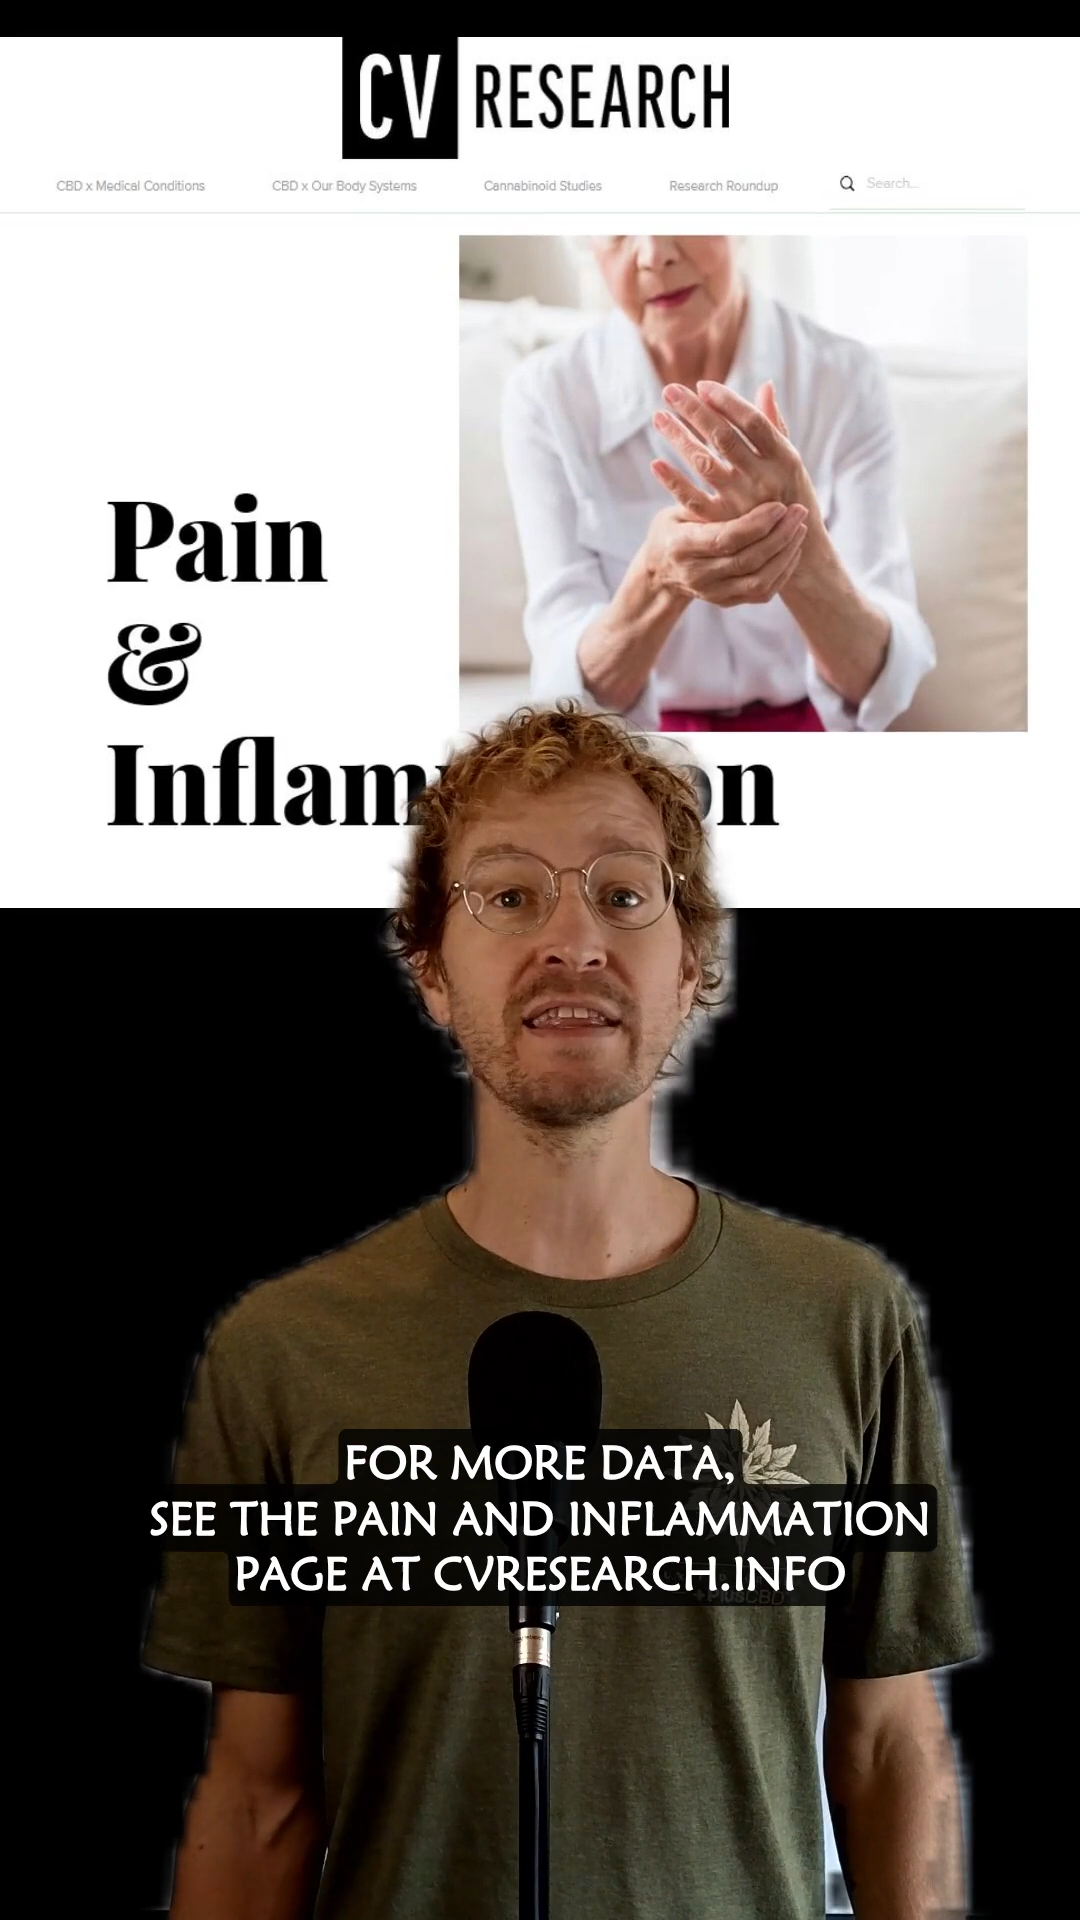 CV RESEARCH
CBD x Medical Conditions CBD x Our Body Systems Cannabinoid Studies Research Roundup Search...
Pain
&
Inflam on
FOR MORE DATA,
SEE THE PAIN AND INFLAMMATION
PAGE AT CVRESEARCH.INFO
+PlusCBD